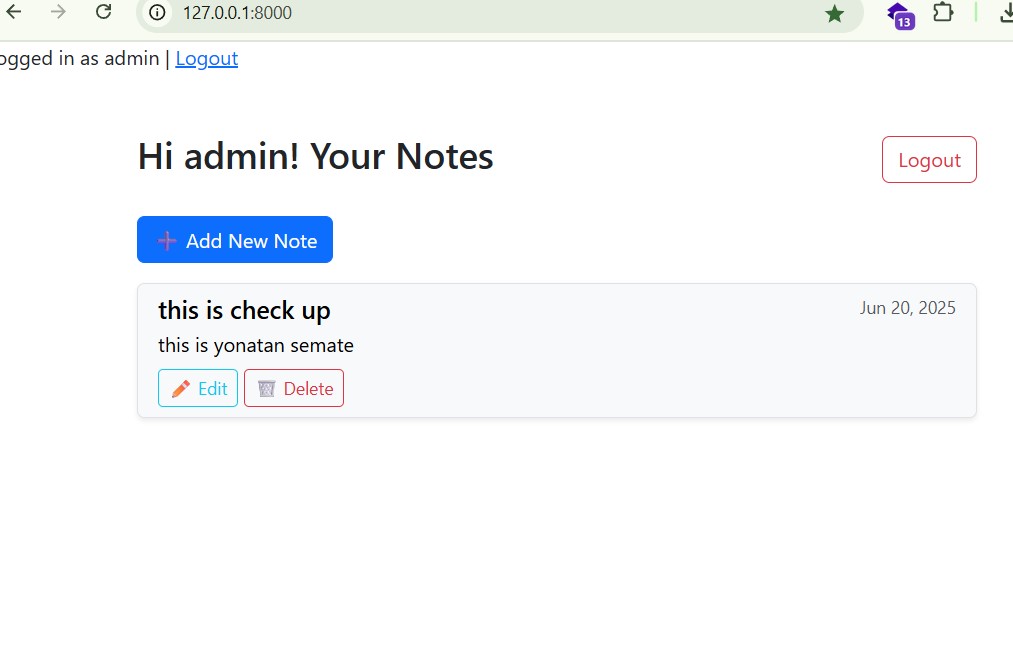 127.0.0.1:8000
13
ogged in as admin | Logout
Hi admin! Your Notes
Logout
Add New Note
this is check up
Jun 20, 2025
this is yonatan semate
Edit
Delete